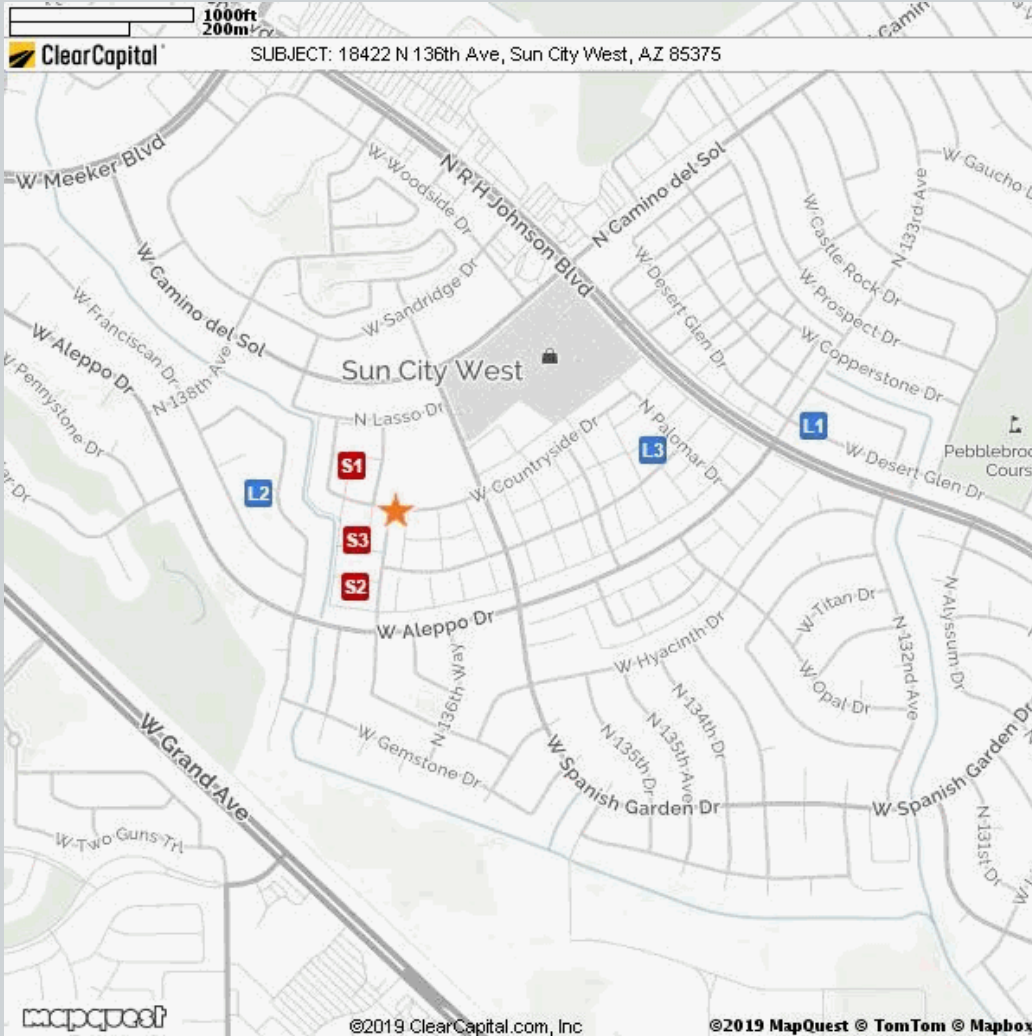 1000ft
200m
ClearCapital
SUBJECT: 18422 N 136th Ave, Sun City West, AZ 85375
W Meeker Blvd
W Woodside Dr
N R H Johnson Blvd
N Camino del Sol
W Gaucho
N 133rd Ave
W Castle Rock Dr
W Desert Glen Dr
W Prospect Dr
W Copperstone Dr
W Camino del Sol
W Sandridge Dr
W Franciscan Dr
W Aleppo Dr
N 138th Ave
W Pennystone Dr
Sun City West
N Lasso Dr
N Palomar Dr
W Countryside Dr
L1
L3
S1
L2
S3
S2
W Desert Glen Dr
Pebblebroo
Cours
W Aleppo Dr
W Titan Dr
N Alyssum Dr
N 132nd Ave
W Hyacinth Dr
W Opal Dr
N 136th Way
N 134th Dr
N 135th Ave
N 135th Dr
W Gemstone Dr
W Grand Ave
W Spanish Garden Dr
W Spanish Garden Dr
N 131st Dr
W Two Guns Trl
mapquest
©2019 ClearCapital.com, Inc
©2019 MapQuest © TomTom © Mapbo